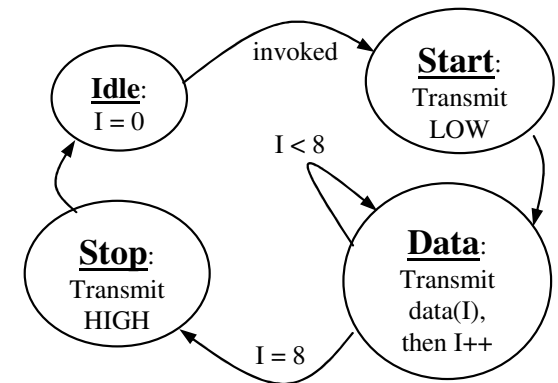 Idle:
I = 0
invoked
Start:
Transmit
LOW
I < 8
Data:
Transmit
data(I),
then I++
I = 8
Stop:
Transmit
HIGH